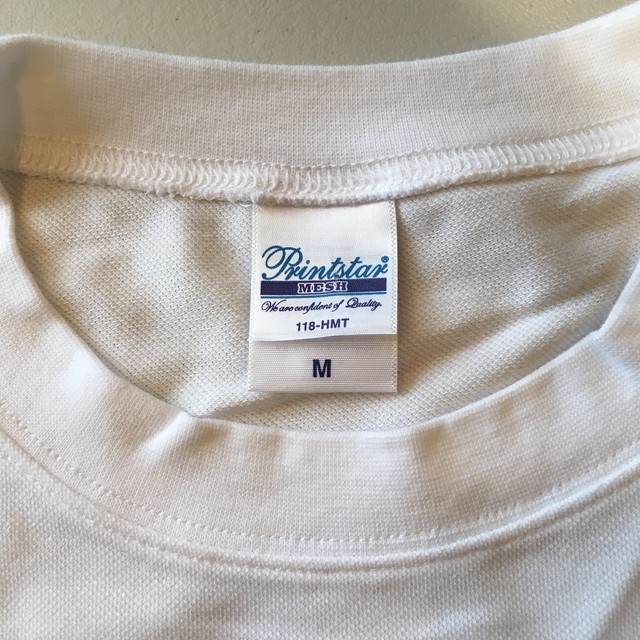 Printstar®
MESH
We are confident of Quality.
118-HMT
M